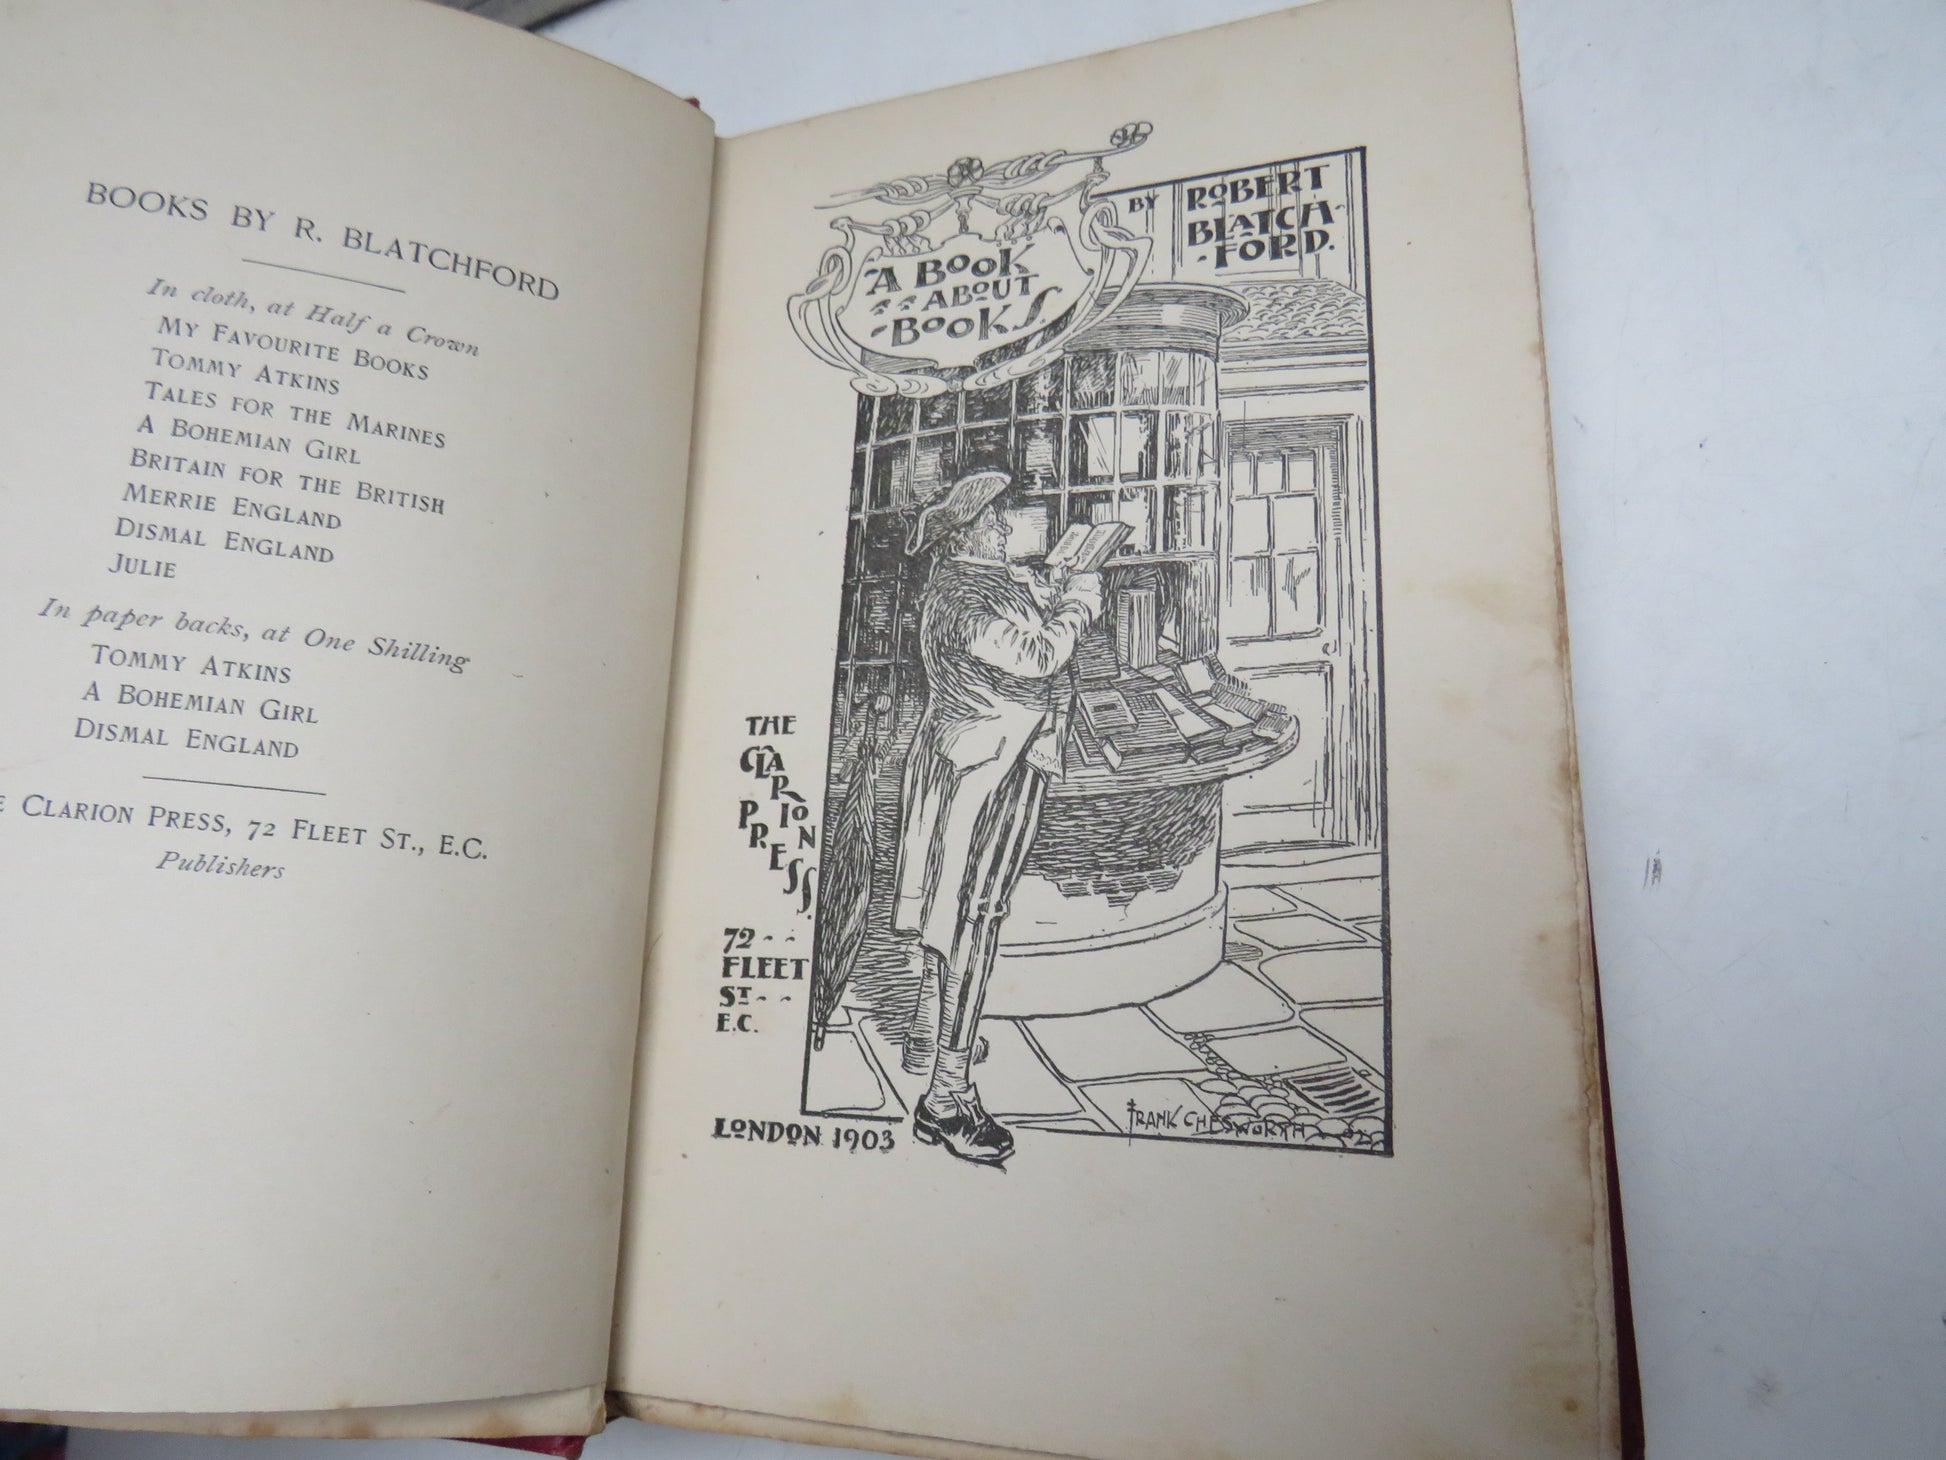 BOOKS BY R. BLATCHFORD
In cloth, at Half a Crown
MY FAVOURITE BOOKS
TOMMY ATKINS
TALES FOR THE MARINES
A BOHEMIAN GIRL
BRITAIN FOR THE BRITISH
MERRIE ENGLAND
DISMAL ENGLAND
JULIE
In paper backs, at One Shilling
TOMMY ATKINS
A BOHEMIAN GIRL
DISMAL ENGLAND
E CLARION PRESS, 72 FLEET ST., E.C.
Publishers
A BOOK
ABOUT
BOOKS.
BY ROBERT
BLATCH-
FORD.
THE
CLARION
PRESS.
72
FLEET
ST
E.C.
LONDON 1903
FRANK CHESWORTH 02